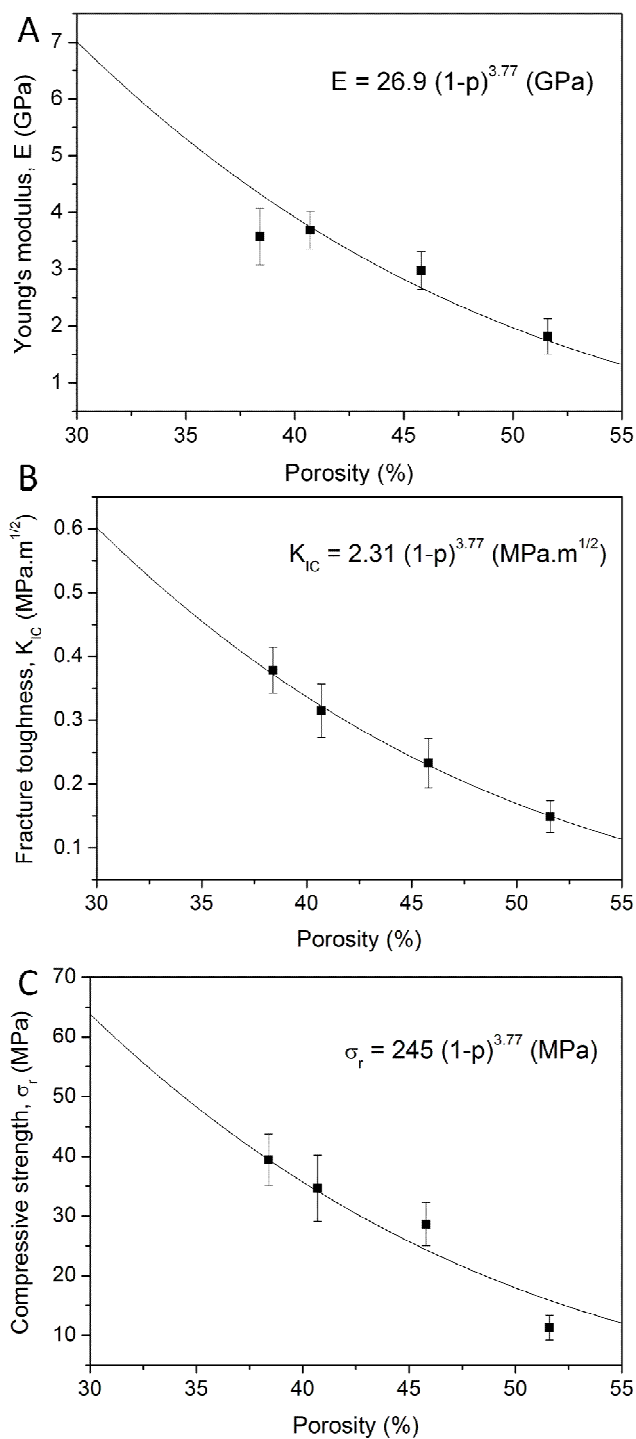 A
7
6
5
4
3
2
1
Young's modulus, E (GPa)
E = 26.9 (1-p)^3.77 (GPa)
30 35 40 45 50 55
Porosity (%)
B
0.6
0.5
0.4
0.3
0.2
0.1
Fracture toughness, K_IC (MPa.m^1/2)
K_IC = 2.31 (1-p)^3.77 (MPa.m^1/2)
30 35 40 45 50 55
Porosity (%)
C
70
60
50
40
30
20
10
Compressive strength, σ_r (MPa)
σ_r = 245 (1-p)^3.77 (MPa)
30 35 40 45 50 55
Porosity (%)